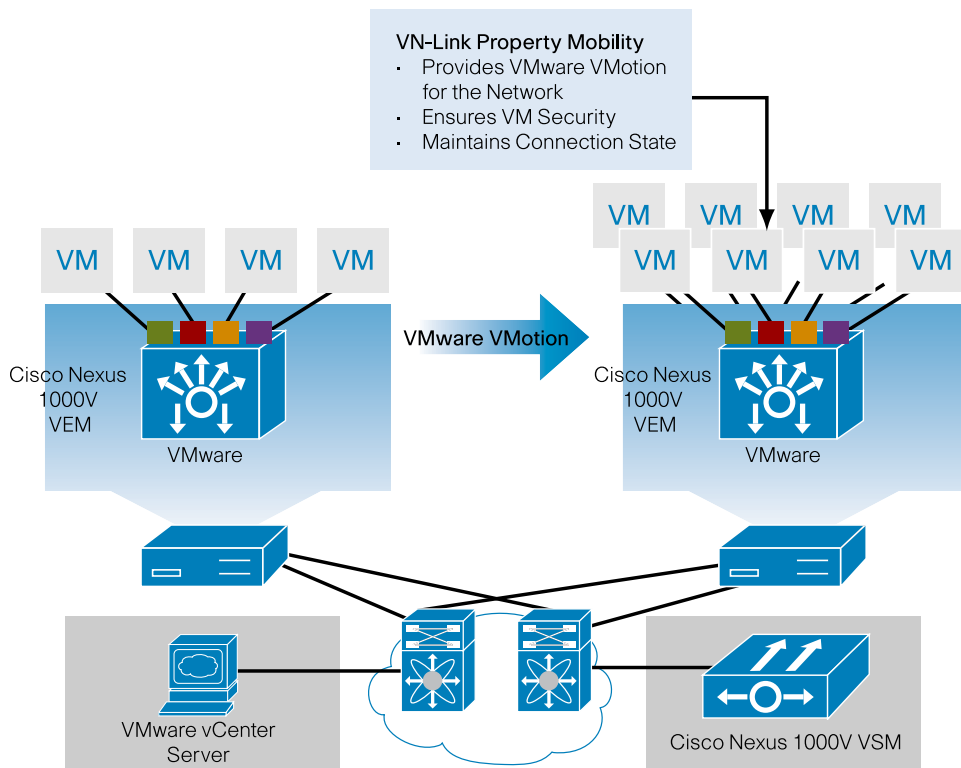 VN-Link Property Mobility
· Provides VMware VMotion
for the Network
· Ensures VM Security
· Maintains Connection State
VM VM VM VM
VM VM VM VM
VM VM VM VM
Cisco Nexus
1000V
VEM
VMware
VMware VMotion
Cisco Nexus
1000V
VEM
VMware
VMware vCenter
Server
Cisco Nexus 1000V VSM